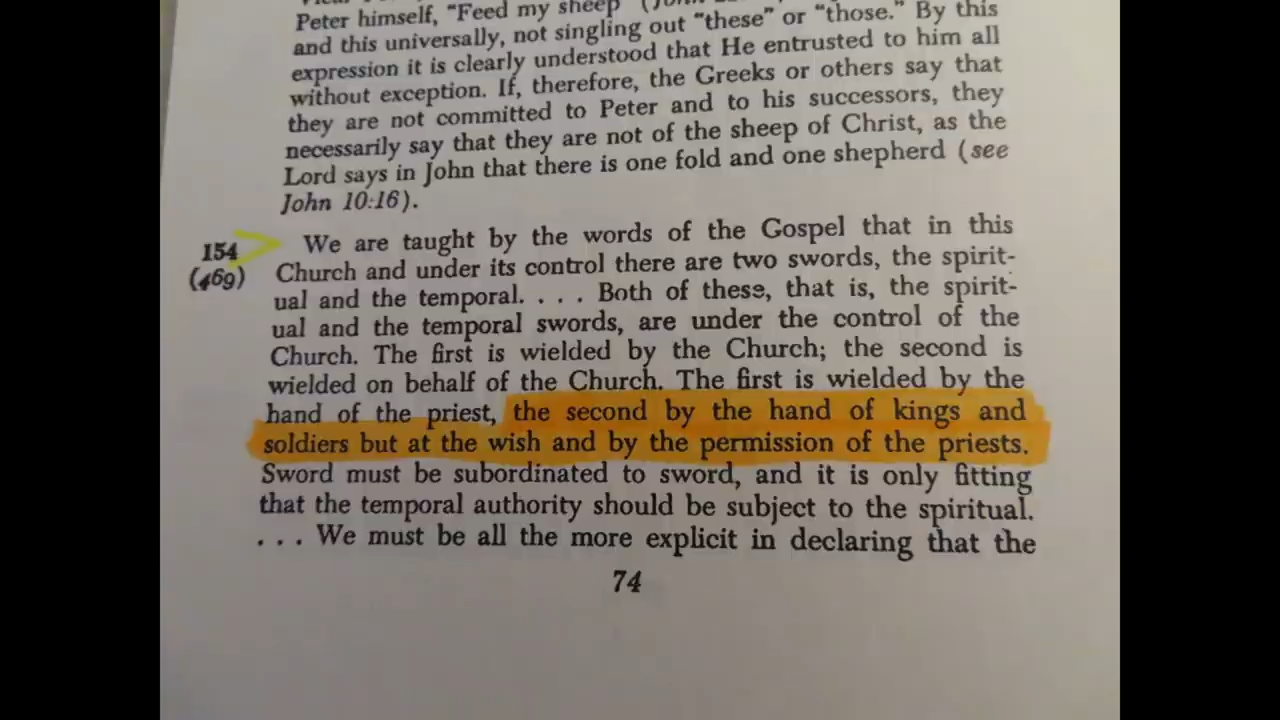 Peter himself, "Feed my sheep"
and this universally, not singling out "these" or "those." By this
expression it is clearly understood that He entrusted to him all
without exception. If, therefore, the Greeks or others say that
they are not committed to Peter and to his successors, they
necessarily say that they are not of the sheep of Christ, as the
Lord says in John that there is one fold and one shepherd (see
John 10:16).
154 We are taught by the words of the Gospel that in this
(469) Church and under its control there are two swords, the spirit-
ual and the temporal. . . . Both of these, that is, the spirit-
ual and the temporal swords, are under the control of the
Church. The first is wielded by the Church; the second is
wielded on behalf of the Church. The first is wielded by the
hand of the priest, the second by the hand of kings and
soldiers but at the wish and by the permission of the priests.
Sword must be subordinated to sword, and it is only fitting
that the temporal authority should be subject to the spiritual.
. . . We must be all the more explicit in declaring that the
74